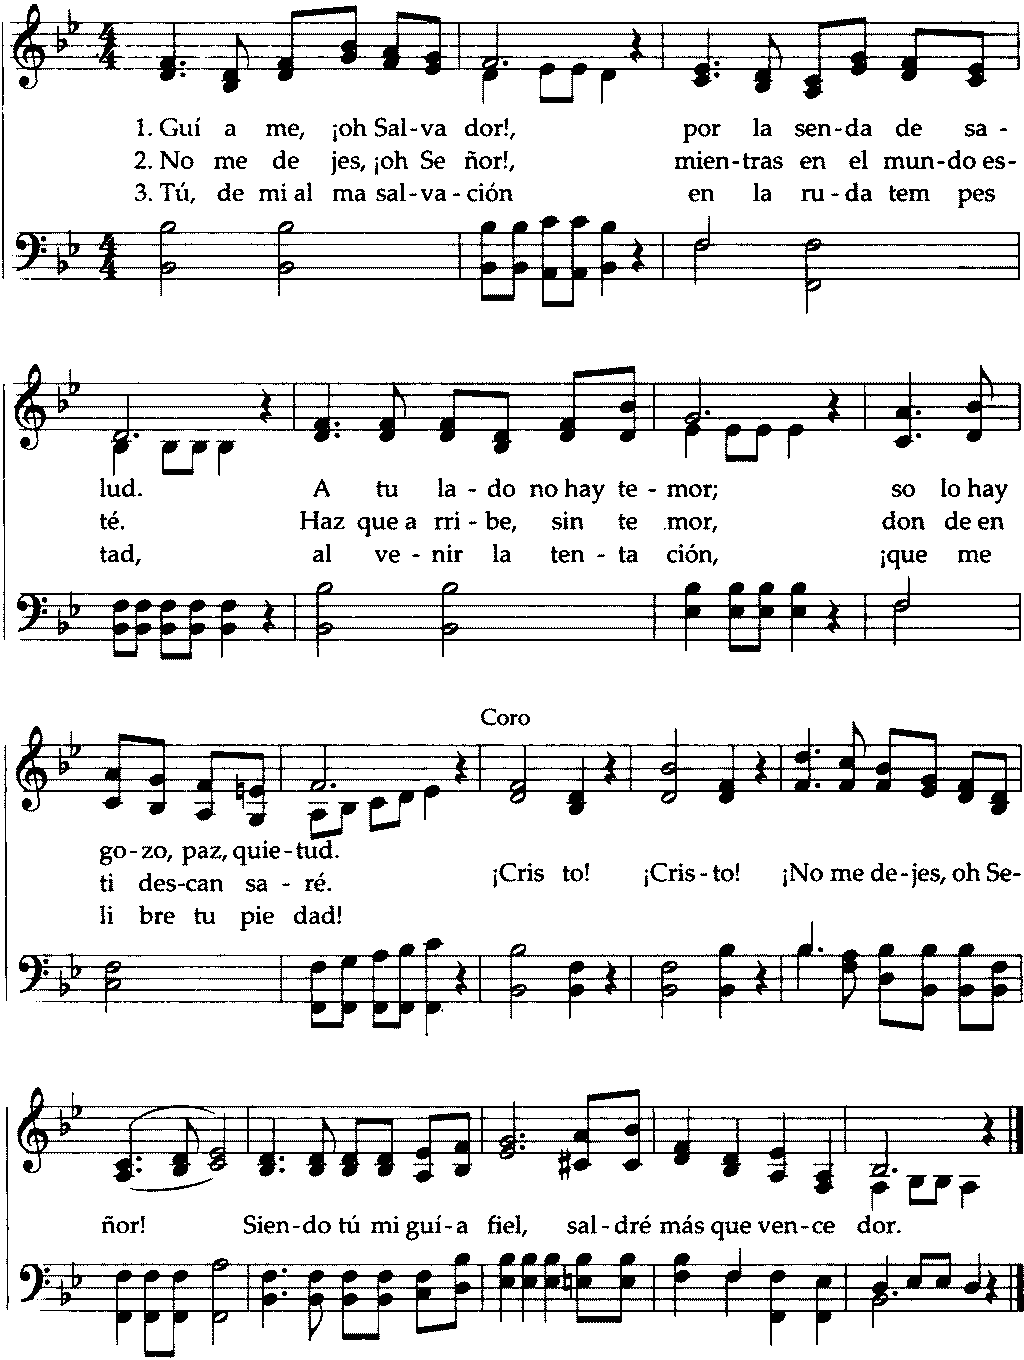 1. Guí a me, ¡oh Sal-va dor!, por la sen-da de sa-
2. No me de jes, ¡oh Se ñor!, mien-tras en el mun-do es-
3. Tú, de mi al ma sal-va-ción en la ru-da tem pes
lud. A tu la-do no hay te-mor; so lo hay
té. Haz que a rri-be, sin te mor, don de en
tad, al ve-nir la ten-ta ción, ¡que me
Coro
go-zo, paz, quie-tud.
ti des-can sa-ré. ¡Cris to! ¡Cris-to! ¡No me de-jes, oh Se-
li bre tu pie dad!
ñor! Sien-do tú mi guí-a fiel, sal-dré más que ven-ce dor.